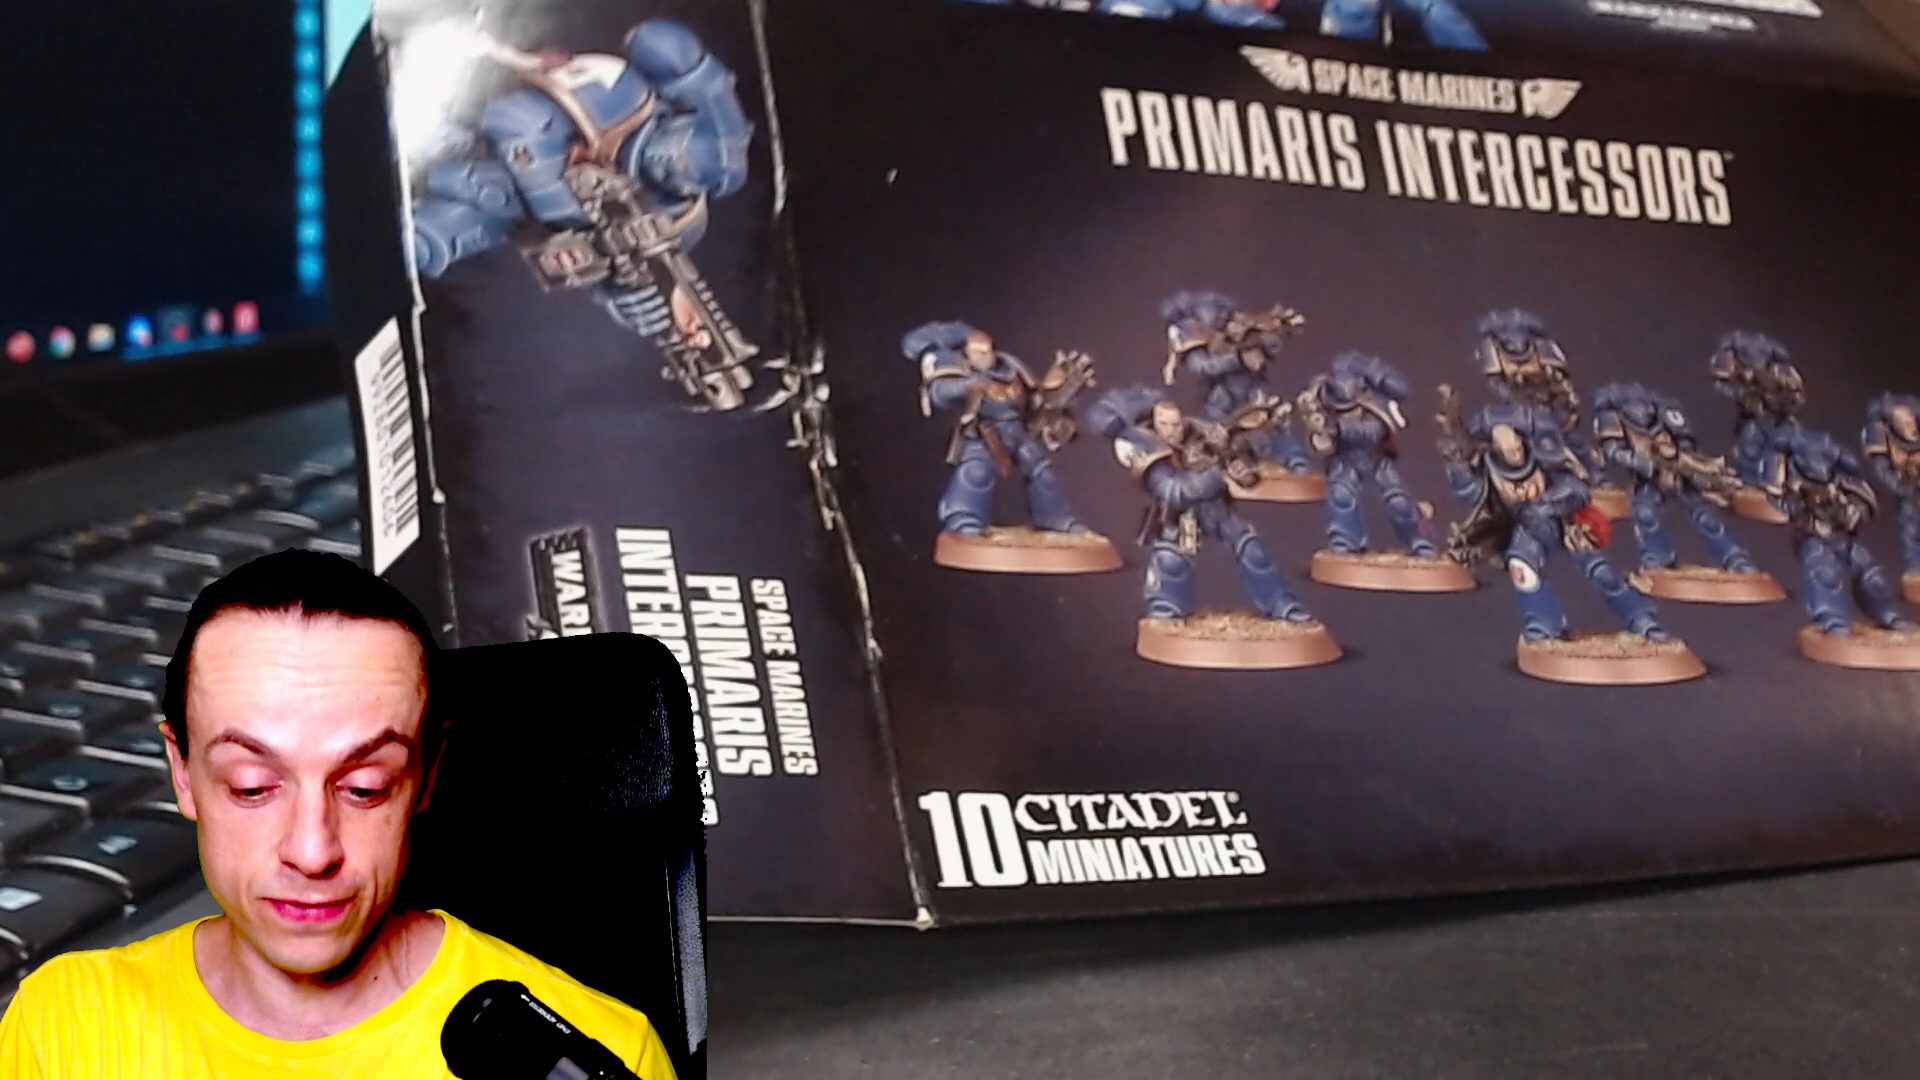 SPACE MARINES
PRIMARIS INTERCESSORS
SPACE MARINES
PRIMARIS
10 CITADEL
MINIATURES